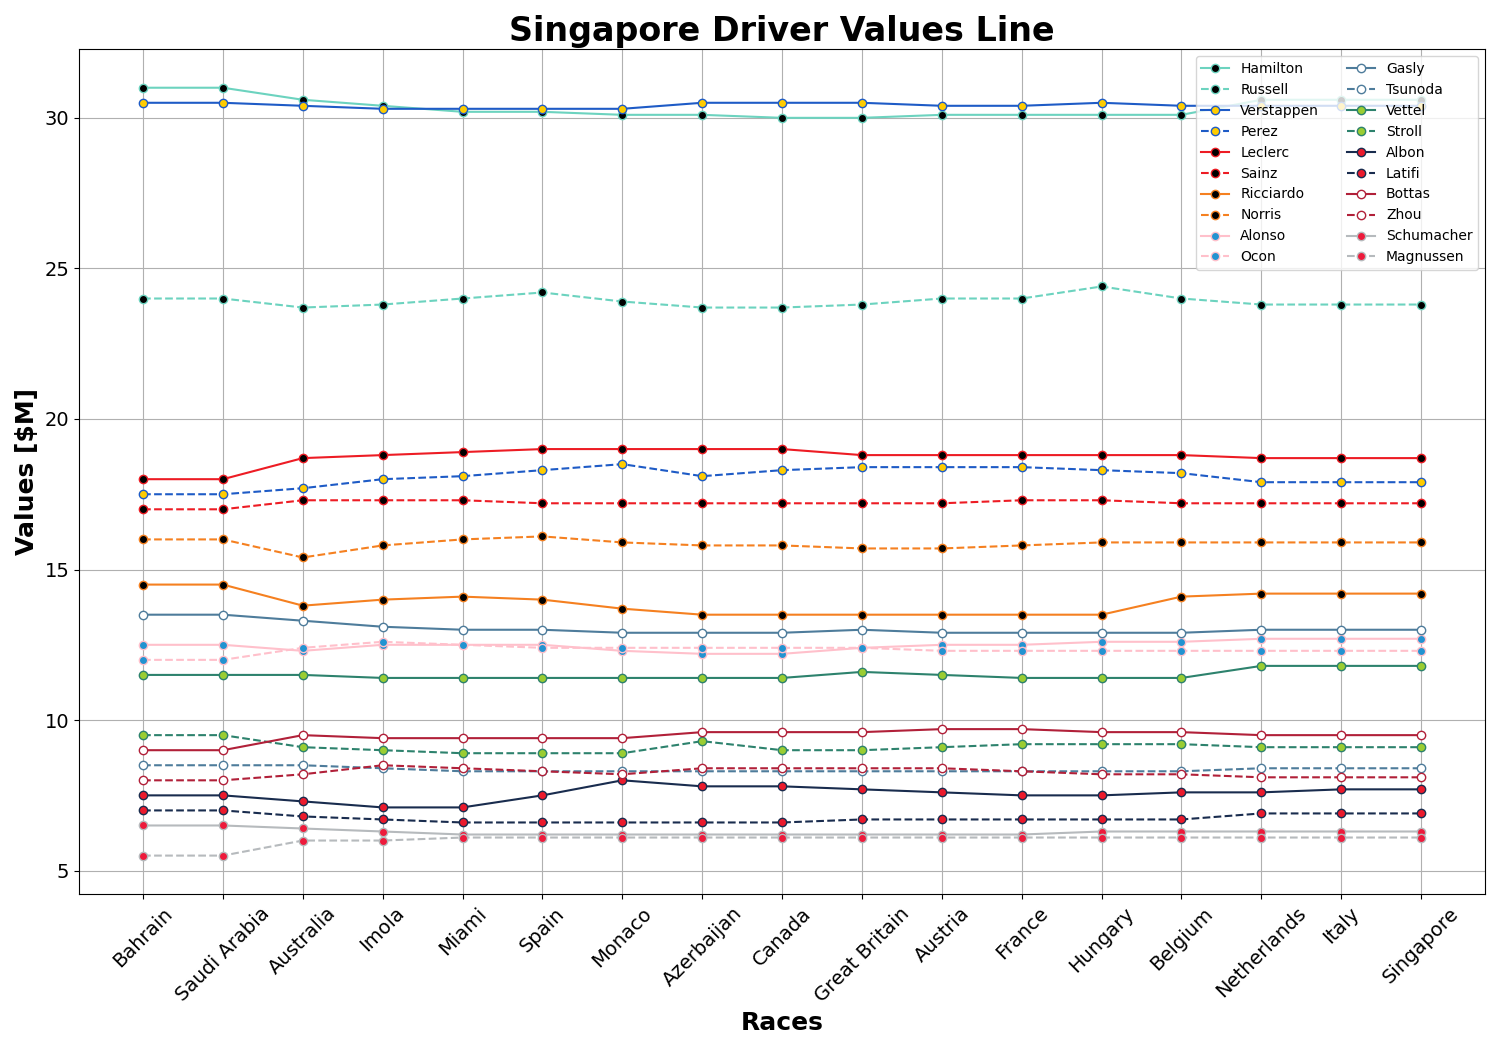 Singapore Driver Values Line
Values [$M]
30
25
20
15
10
5
Hamilton
Russell
Verstappen
Perez
Leclerc
Sainz
Ricciardo
Norris
Alonso
Ocon
Gasly
Tsunoda
Vettel
Stroll
Albon
Latifi
Bottas
Zhou
Schumacher
Magnussen
Bahrain
Saudi Arabia
Australia
Imola
Miami
Spain
Monaco
Azerbaijan
Canada
Great Britain
Austria
France
Hungary
Belgium
Netherlands
Italy
Singapore
Races